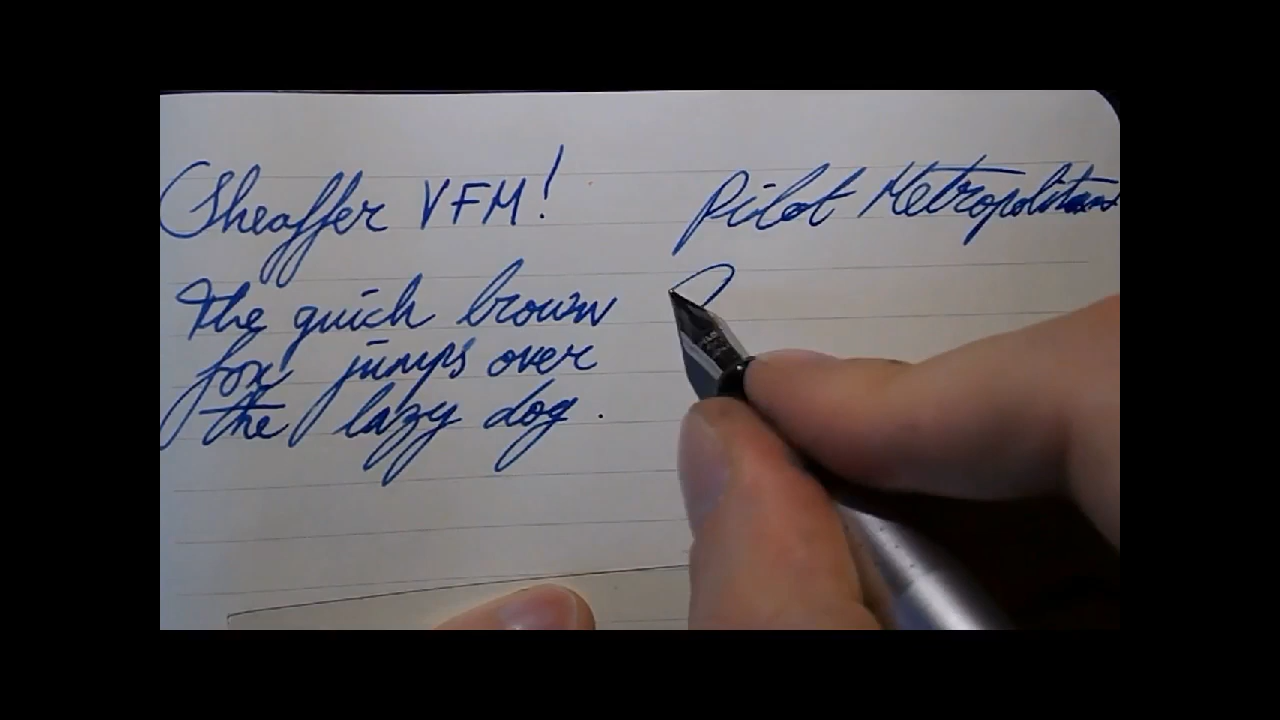 Sheaffer VFM!
The quick brown
fox jumps over
the lazy dog.
Pilot Metropolitan